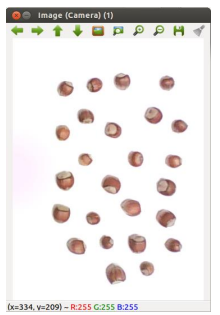 Image (Camera) (1)
(x=334, y=209) ~ R:255 G:255 B:255